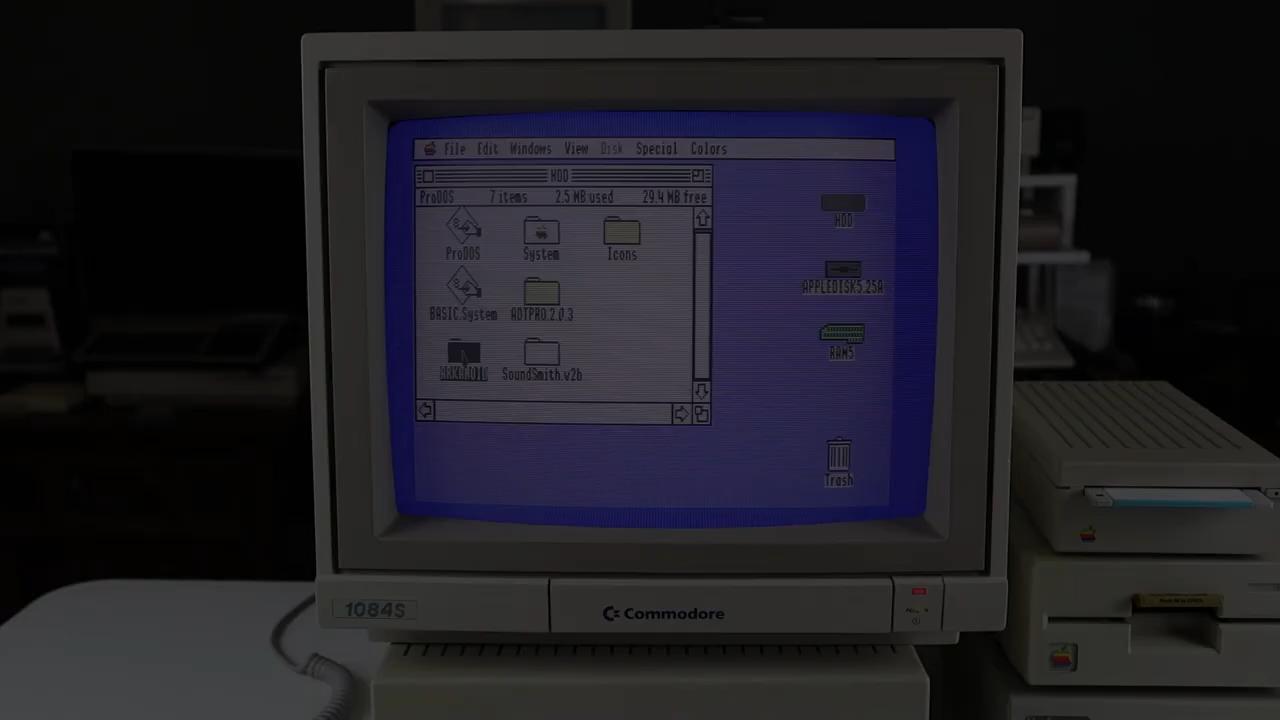 File Edit Windows View Disk Special Colors
HDD
ProDOS 7 items 2.5 MB used 29.4 MB free
ProDOS System Icons
BASIC.System ADTPRO.2.0.3
ARKANOID SoundSmith.v2b
HDD
APPLEDISK5.25A
RAM5
Trash
1084S
Commodore